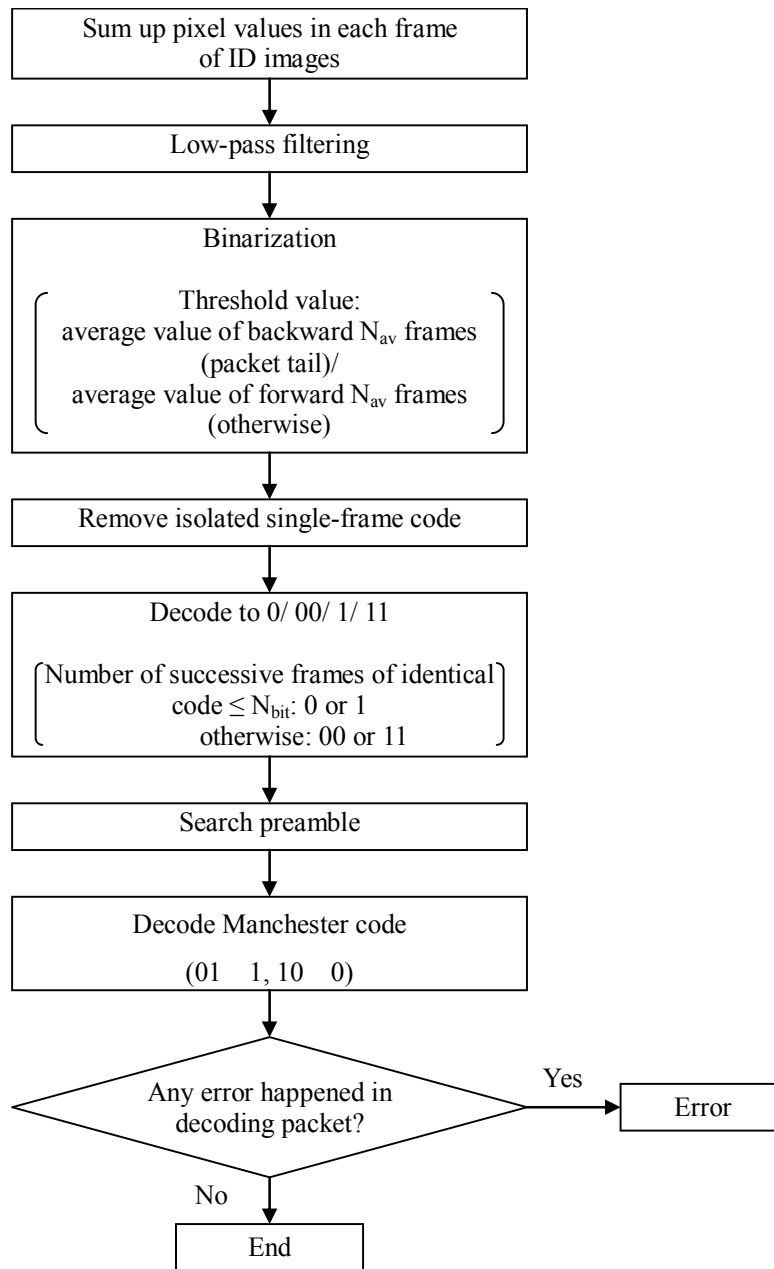 Sum up pixel values in each frame
of ID images
Low-pass filtering
Binarization
Threshold value:
average value of backward N_av frames
(packet tail)/
average value of forward N_av frames
(otherwise)
Remove isolated single-frame code
Decode to 0/ 00/ 1/ 11
Number of successive frames of identical
code ≤ N_bit: 0 or 1
otherwise: 00 or 11
Search preamble
Decode Manchester code
(01 1, 10 0)
Any error happened in
decoding packet?
Yes
Error
No
End